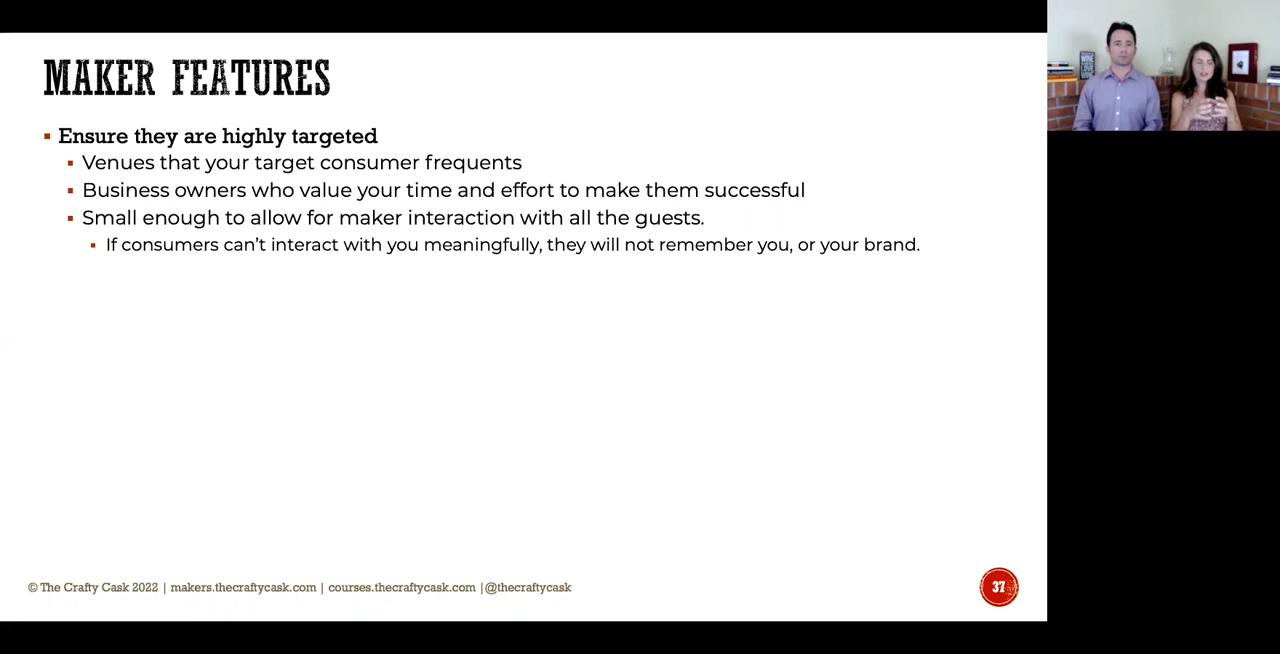 MAKER FEATURES
Ensure they are highly targeted
Venues that your target consumer frequents
Business owners who value your time and effort to make them successful
Small enough to allow for maker interaction with all the guests.
If consumers can’t interact with you meaningfully, they will not remember you, or your brand.
© The Crafty Cask 2022 | makers.thecraftycask.com | courses.thecraftycask.com |@thecraftycask
37